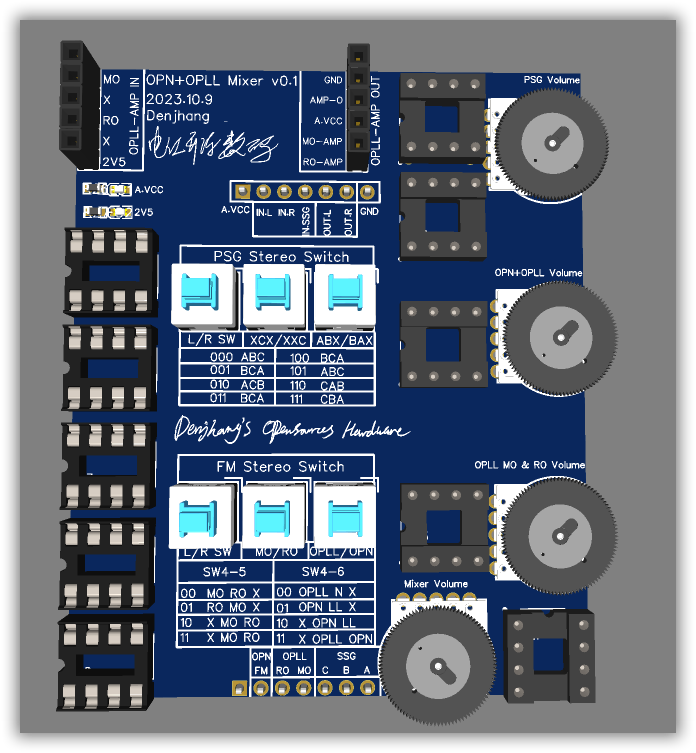 OPN+OPLL Mixer v0.1
2023.10.9
Denjhang
MO
X
RO
X
2V5
OPLL-AMP IN
GND
AMP-O
A.VCC
MO-AMP
RO-AMP
OPLL-AMP OUT
PSG Volume
A.VCC
2V5
A.VCC
IN-L
IN.R
IN-SSG
OUT-L
OUT.R
GND
PSG Stereo Switch
L/R SW XCX/XXC ABX/BAX
000 ABC 100 BCA
001 BCA 101 ABC
010 ACB 110 CAB
011 BCA 111 CBA
OPN+OPLL Volume
Denjhang's Opensources Hardware
FM Stereo Switch
L/R SW MO/RO OPLL/OPN
SW4-5 SW4-6
00 MO RO X 00 OPLL N X
01 RO MO X 01 OPN LL X
10 X MO RO 10 X OPN LL
11 X MO RO 11 X OPLL OPN
OPLL MO & RO Volume
Mixer Volume
OPN OPLL SSG
FM RO MO C B A